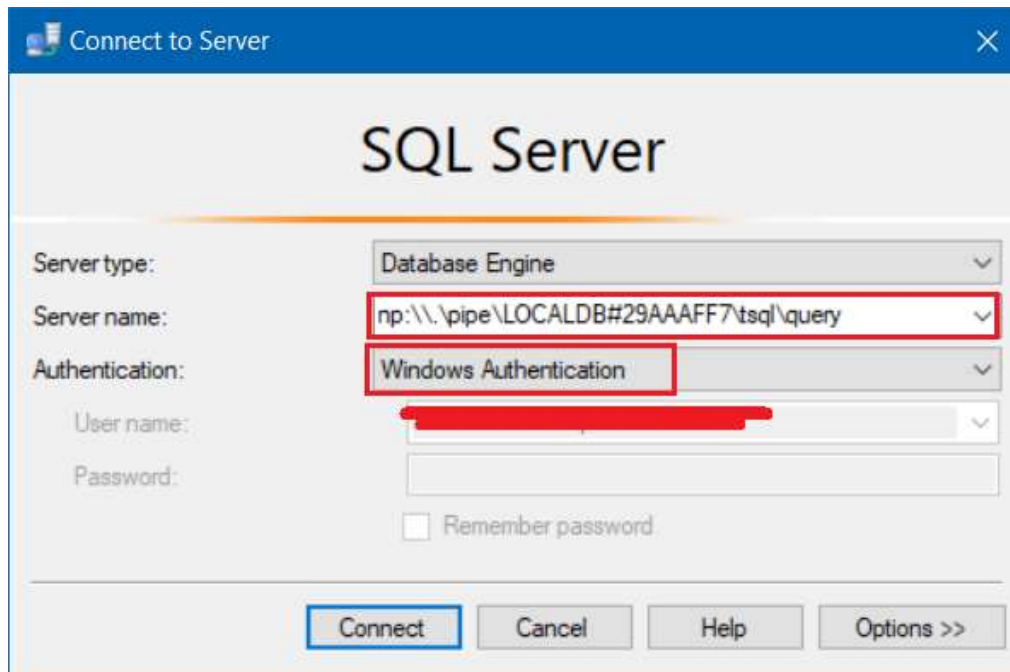 Connect to Server
SQL Server
Server type: Database Engine
Server name: np:\\.\pipe\LOCALDB#29AAAFF7\tsql\query
Authentication: Windows Authentication
User name:
Password:
Remember password
Connect Cancel Help Options >>